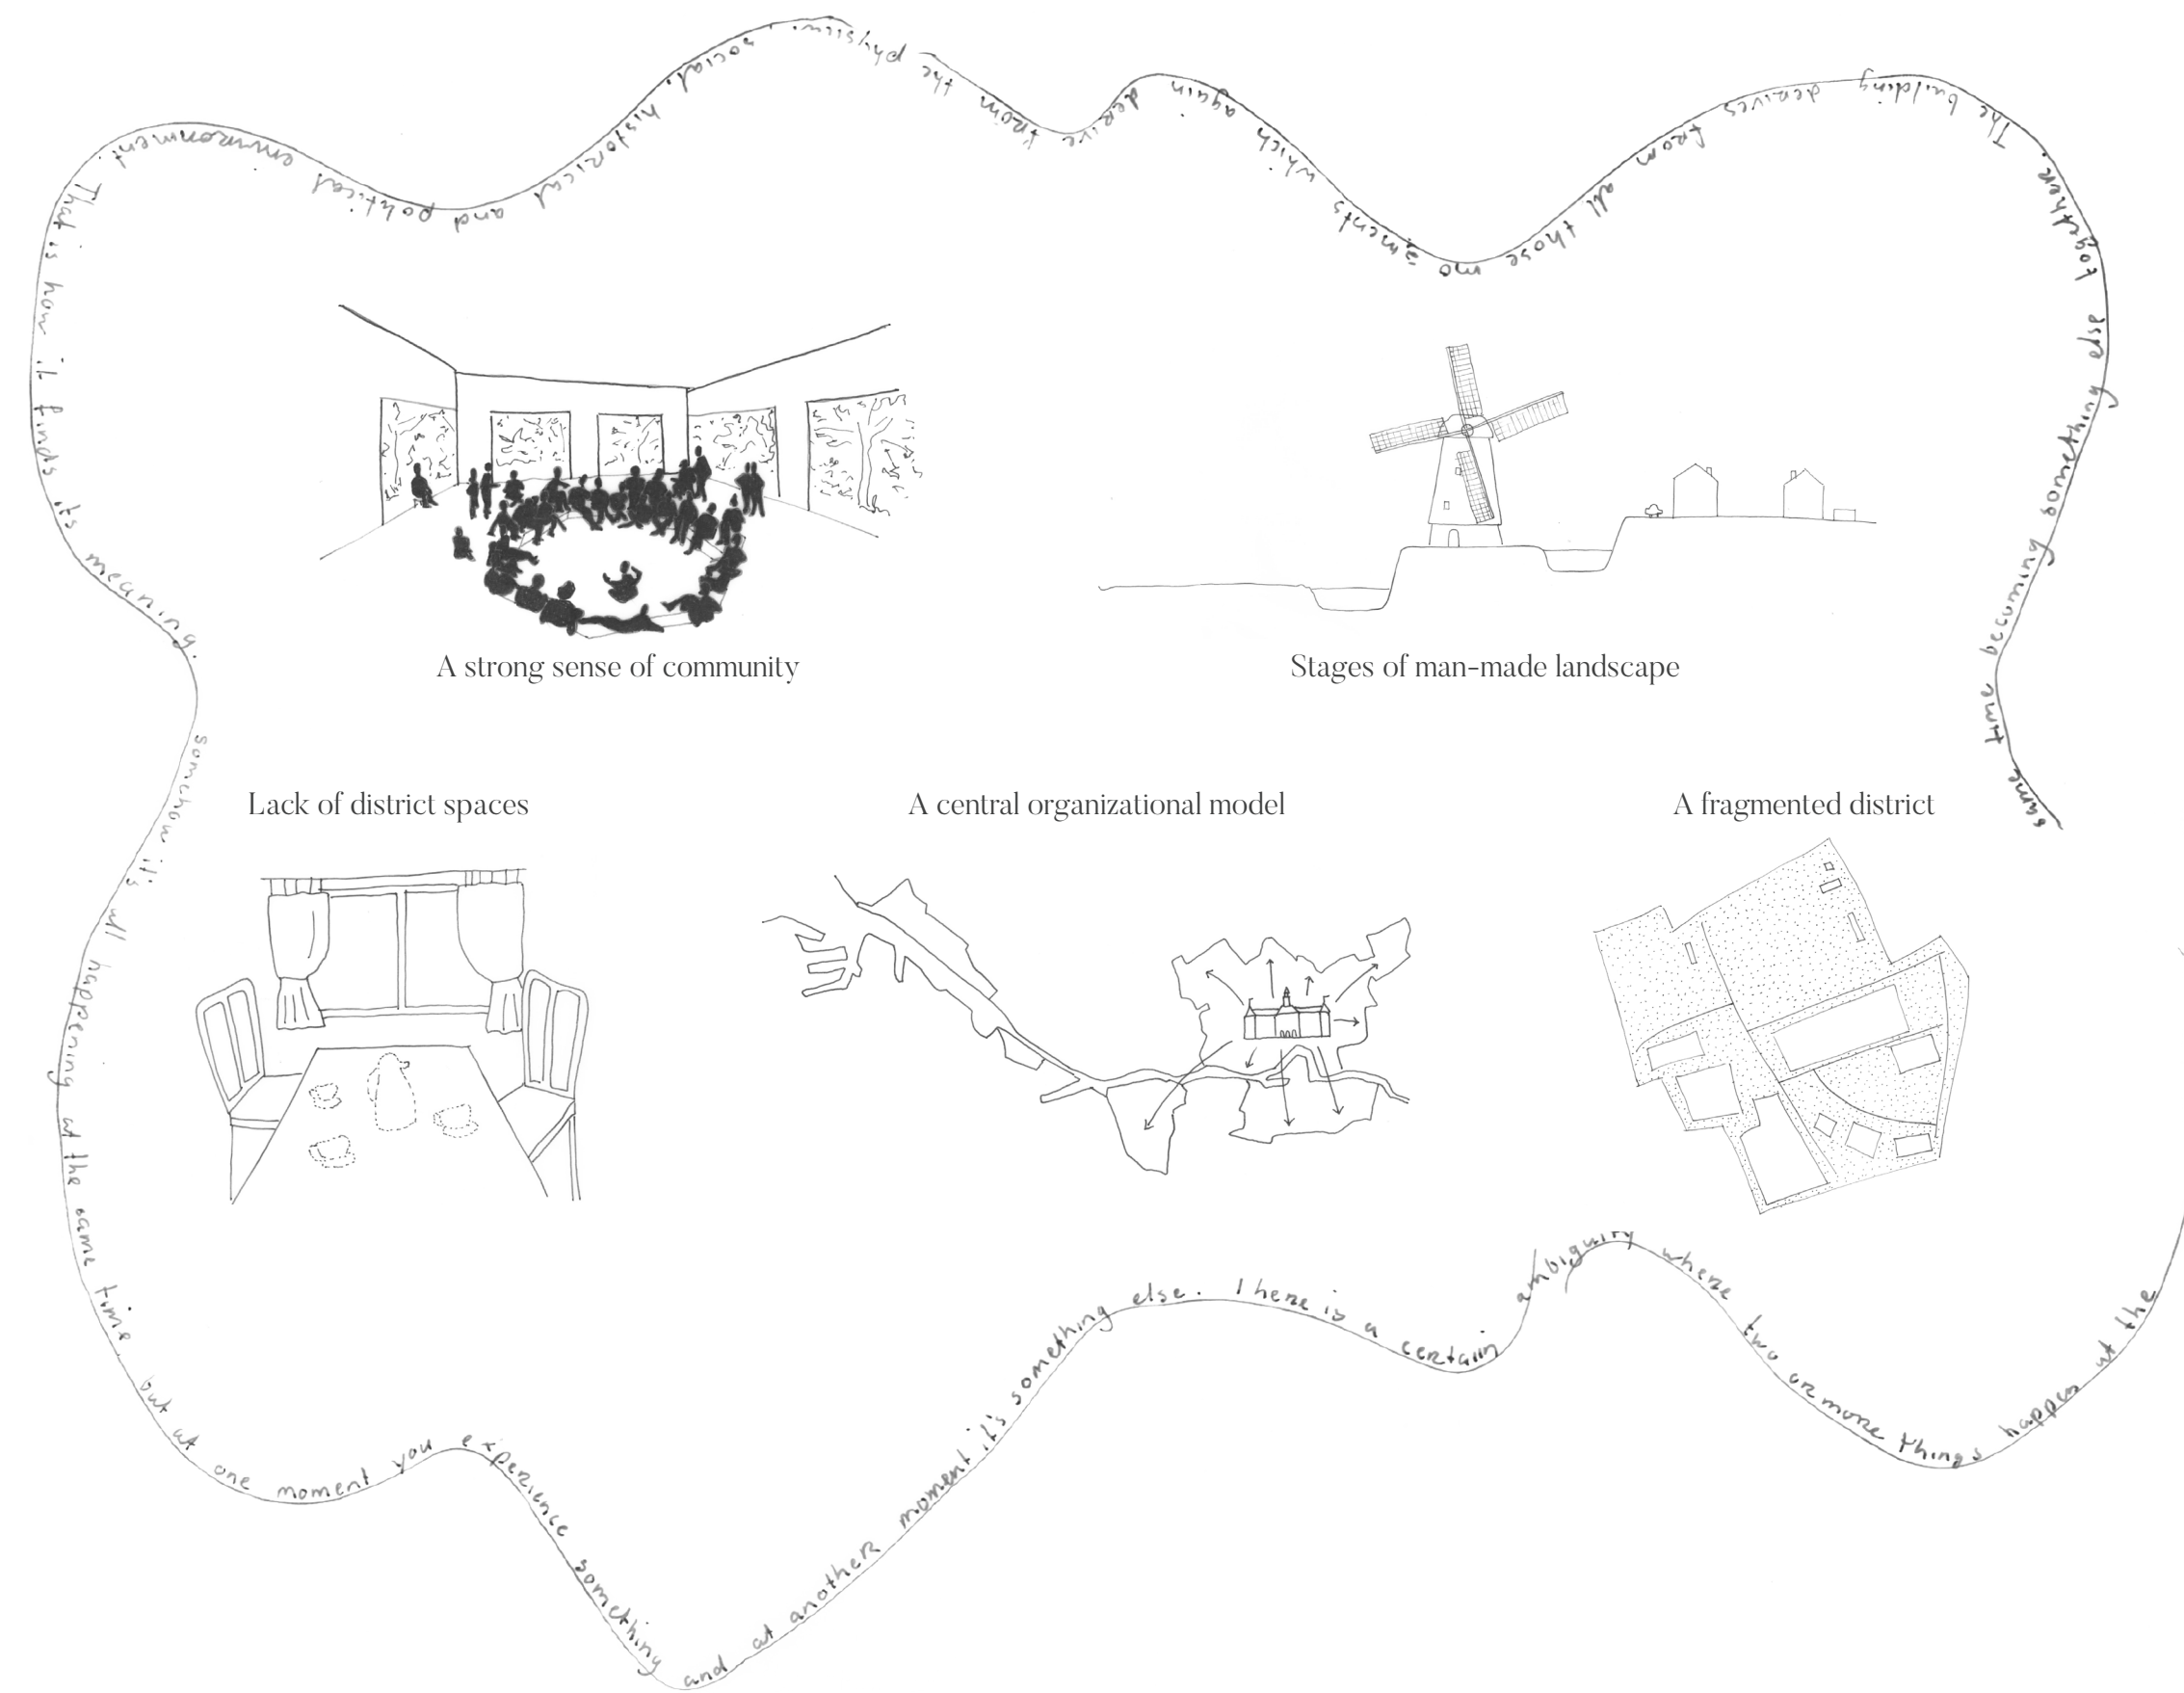 A strong sense of community
Stages of man-made landscape
Lack of district spaces
A central organizational model
A fragmented district
somehow it's all happening at the same time. but at one moment you experience something and at another moment it's something else. There is a certain ambiguity where two or more things happen at the same time becoming something else together. The building derives from all those moments which again derive from the physical, social, historical and political environment. That is how it finds its meaning.